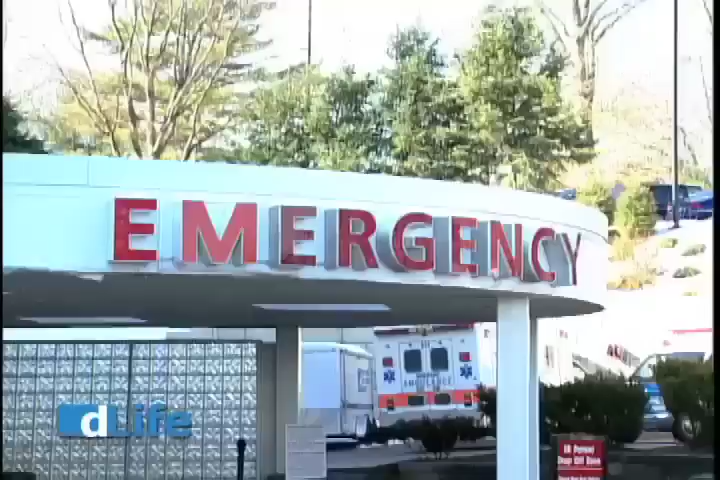 EMERGENCY
AMBULANCE
dLife
ER Patient
Drop Off Zone